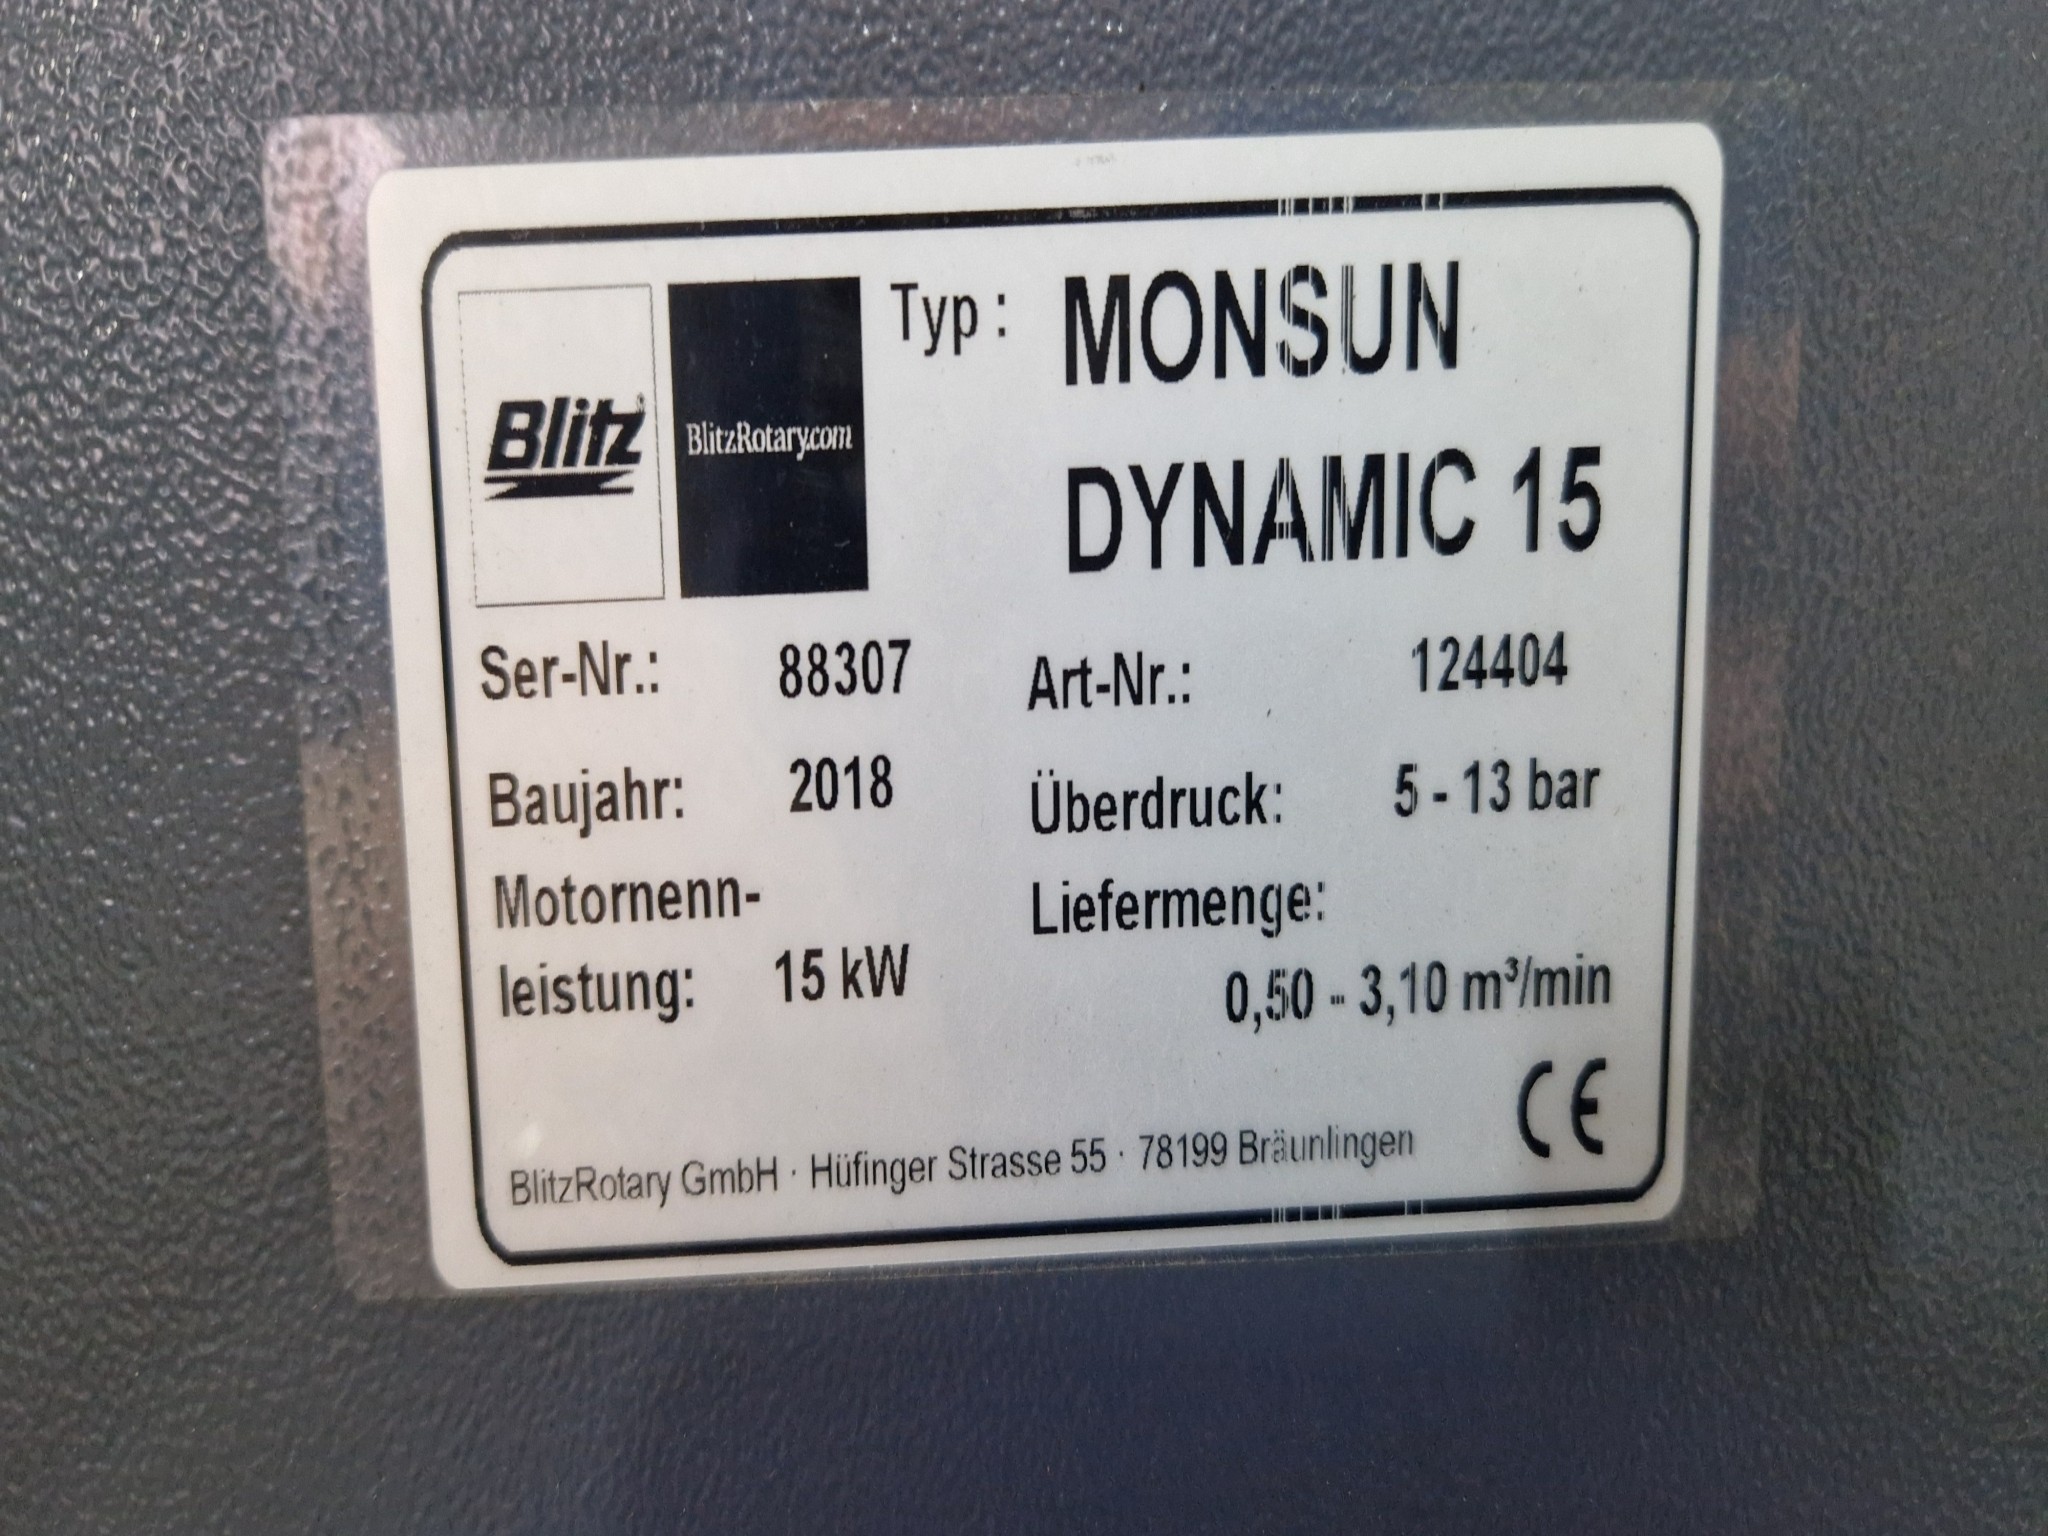 Blitz
BlitzRotary.com
Typ : MONSUN
DYNAMIC 15
Ser-Nr.: 88307 Art-Nr.: 124404
Baujahr: 2018 Überdruck: 5 - 13 bar
Motornenn- Liefermenge:
leistung: 15 kW 0,50 - 3,10 m³/min
CE
BlitzRotary GmbH · Hüfinger Strasse 55 · 78199 Bräunlingen